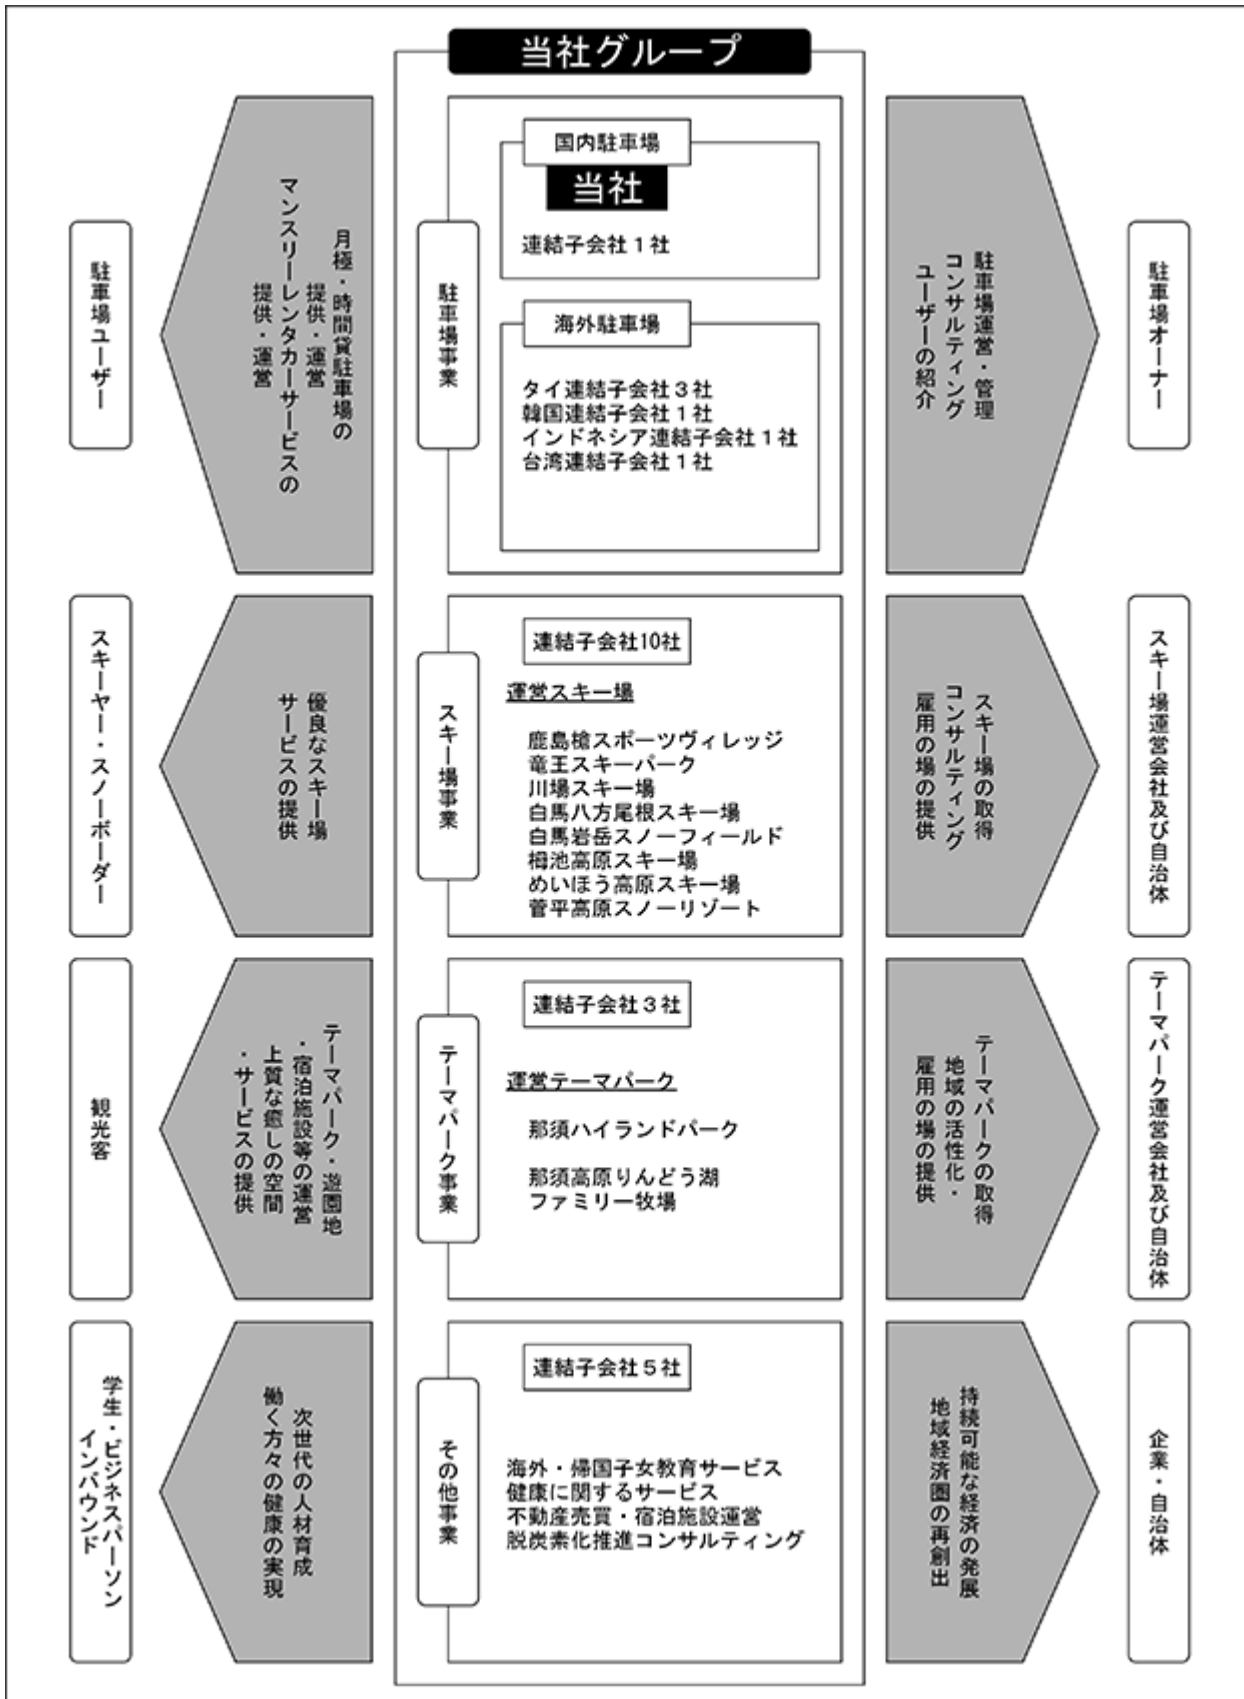 当社グループ
駐車場ユーザー
月極・時間貸駐車場の
提供・運営
マンスリーレンタカーサービスの
提供・運営
駐車場事業
国内駐車場
当社
連結子会社1社
海外駐車場
タイ連結子会社3社
韓国連結子会社1社
インドネシア連結子会社1社
台湾連結子会社1社
駐車場運営・管理
コンサルティング
ユーザーの紹介
駐車場オーナー
スキーヤー・スノーボーダー
優良なスキー場
サービスの提供
スキー場事業
連結子会社10社
運営スキー場
鹿島槍スポーツヴィレッジ
竜王スキーパーク
川場スキー場
白馬八方尾根スキー場
白馬岩岳スノーフィールド
栂池高原スキー場
めいほう高原スキー場
菅平高原スノーリゾート
スキー場の取得
コンサルティング
雇用の場の提供
スキー場運営会社及び自治体
観光客
テーマパーク・遊園地
・宿泊施設等の運営
上質な癒しの空間
・サービスの提供
テーマパーク事業
連結子会社3社
運営テーマパーク
那須ハイランドパーク
那須高原りんどう湖
ファミリー牧場
テーマパークの取得
地域の活性化・
雇用の場の提供
テーマパーク運営会社及び自治体
学生・ビジネスパーソン
インバウンド
次世代の人材育成
働く方々の健康の実現
その他事業
連結子会社5社
海外・帰国子女教育サービス
健康に関するサービス
不動産売買・宿泊施設運営
脱炭素化推進コンサルティング
持続可能な経済の発展
地域経済圏の再創出
企業・自治体